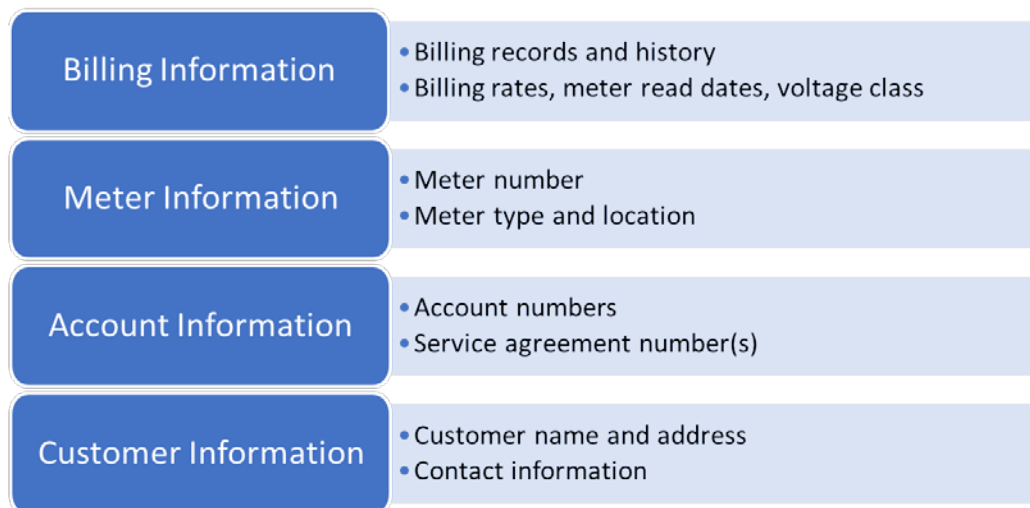 Billing Information
• Billing records and history
• Billing rates, meter read dates, voltage class
Meter Information
• Meter number
• Meter type and location
Account Information
• Account numbers
• Service agreement number(s)
Customer Information
• Customer name and address
• Contact information